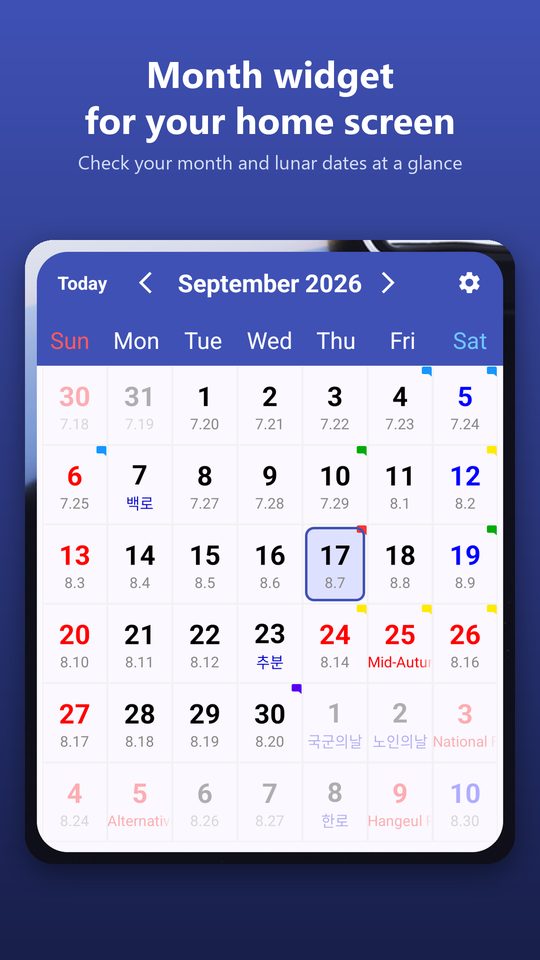 Month widget
for your home screen
Check your month and lunar dates at a glance
Today < September 2026 >
Sun Mon Tue Wed Thu Fri Sat
30 31 1 2 3 4 5
7.18 7.19 7.20 7.21 7.22 7.23 7.24
6 7 8 9 10 11 12
7.25 백로 7.27 7.28 7.29 8.1 8.2
13 14 15 16 17 18 19
8.3 8.4 8.5 8.6 8.7 8.8 8.9
20 21 22 23 24 25 26
8.10 8.11 8.12 추분 8.14 Mid-Autur 8.16
27 28 29 30 1 2 3
8.17 8.18 8.19 8.20 국군의날 노인의날 National
4 5 6 7 8 9 10
8.24 Alternativ 8.26 8.27 한로 Hangeul 8.30